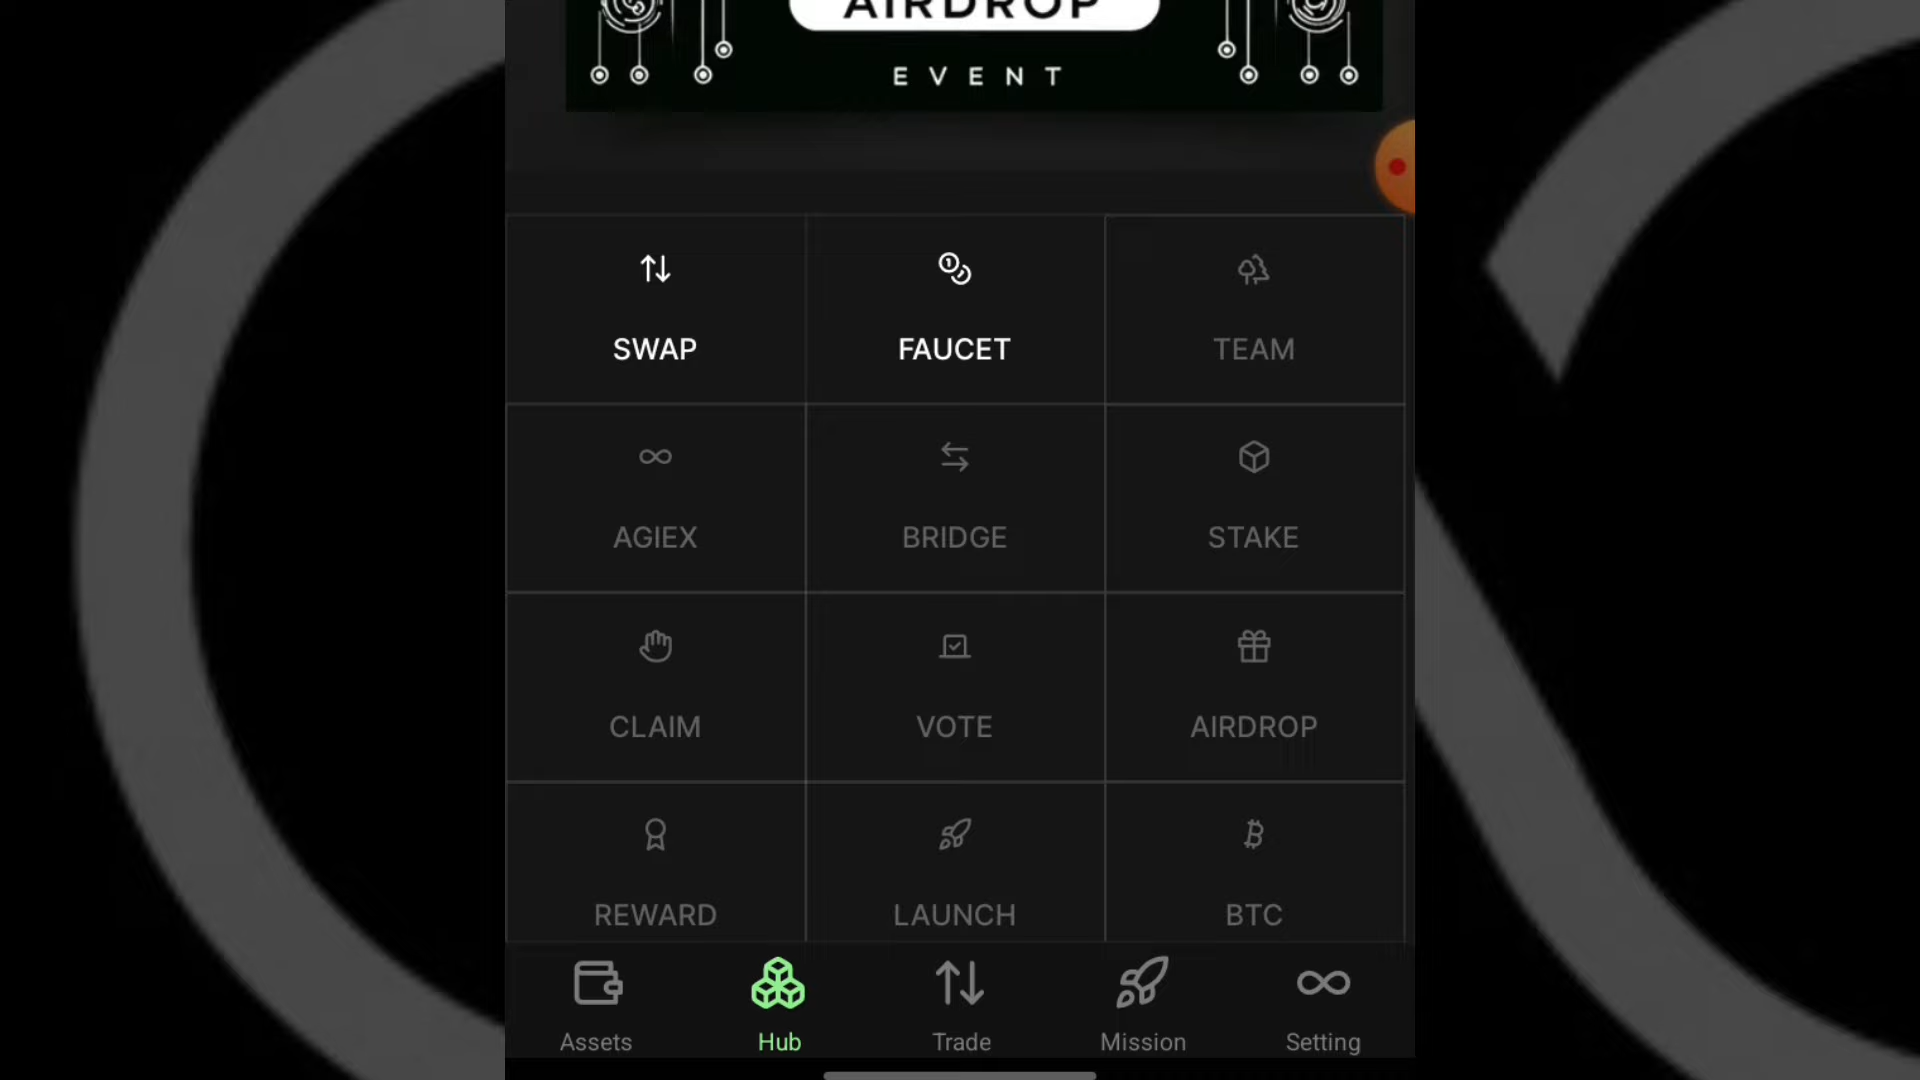 AIRDROP
EVENT
SWAP
FAUCET
TEAM
AGIEX
BRIDGE
STAKE
CLAIM
VOTE
AIRDROP
REWARD
LAUNCH
BTC
Assets
Hub
Trade
Mission
Setting